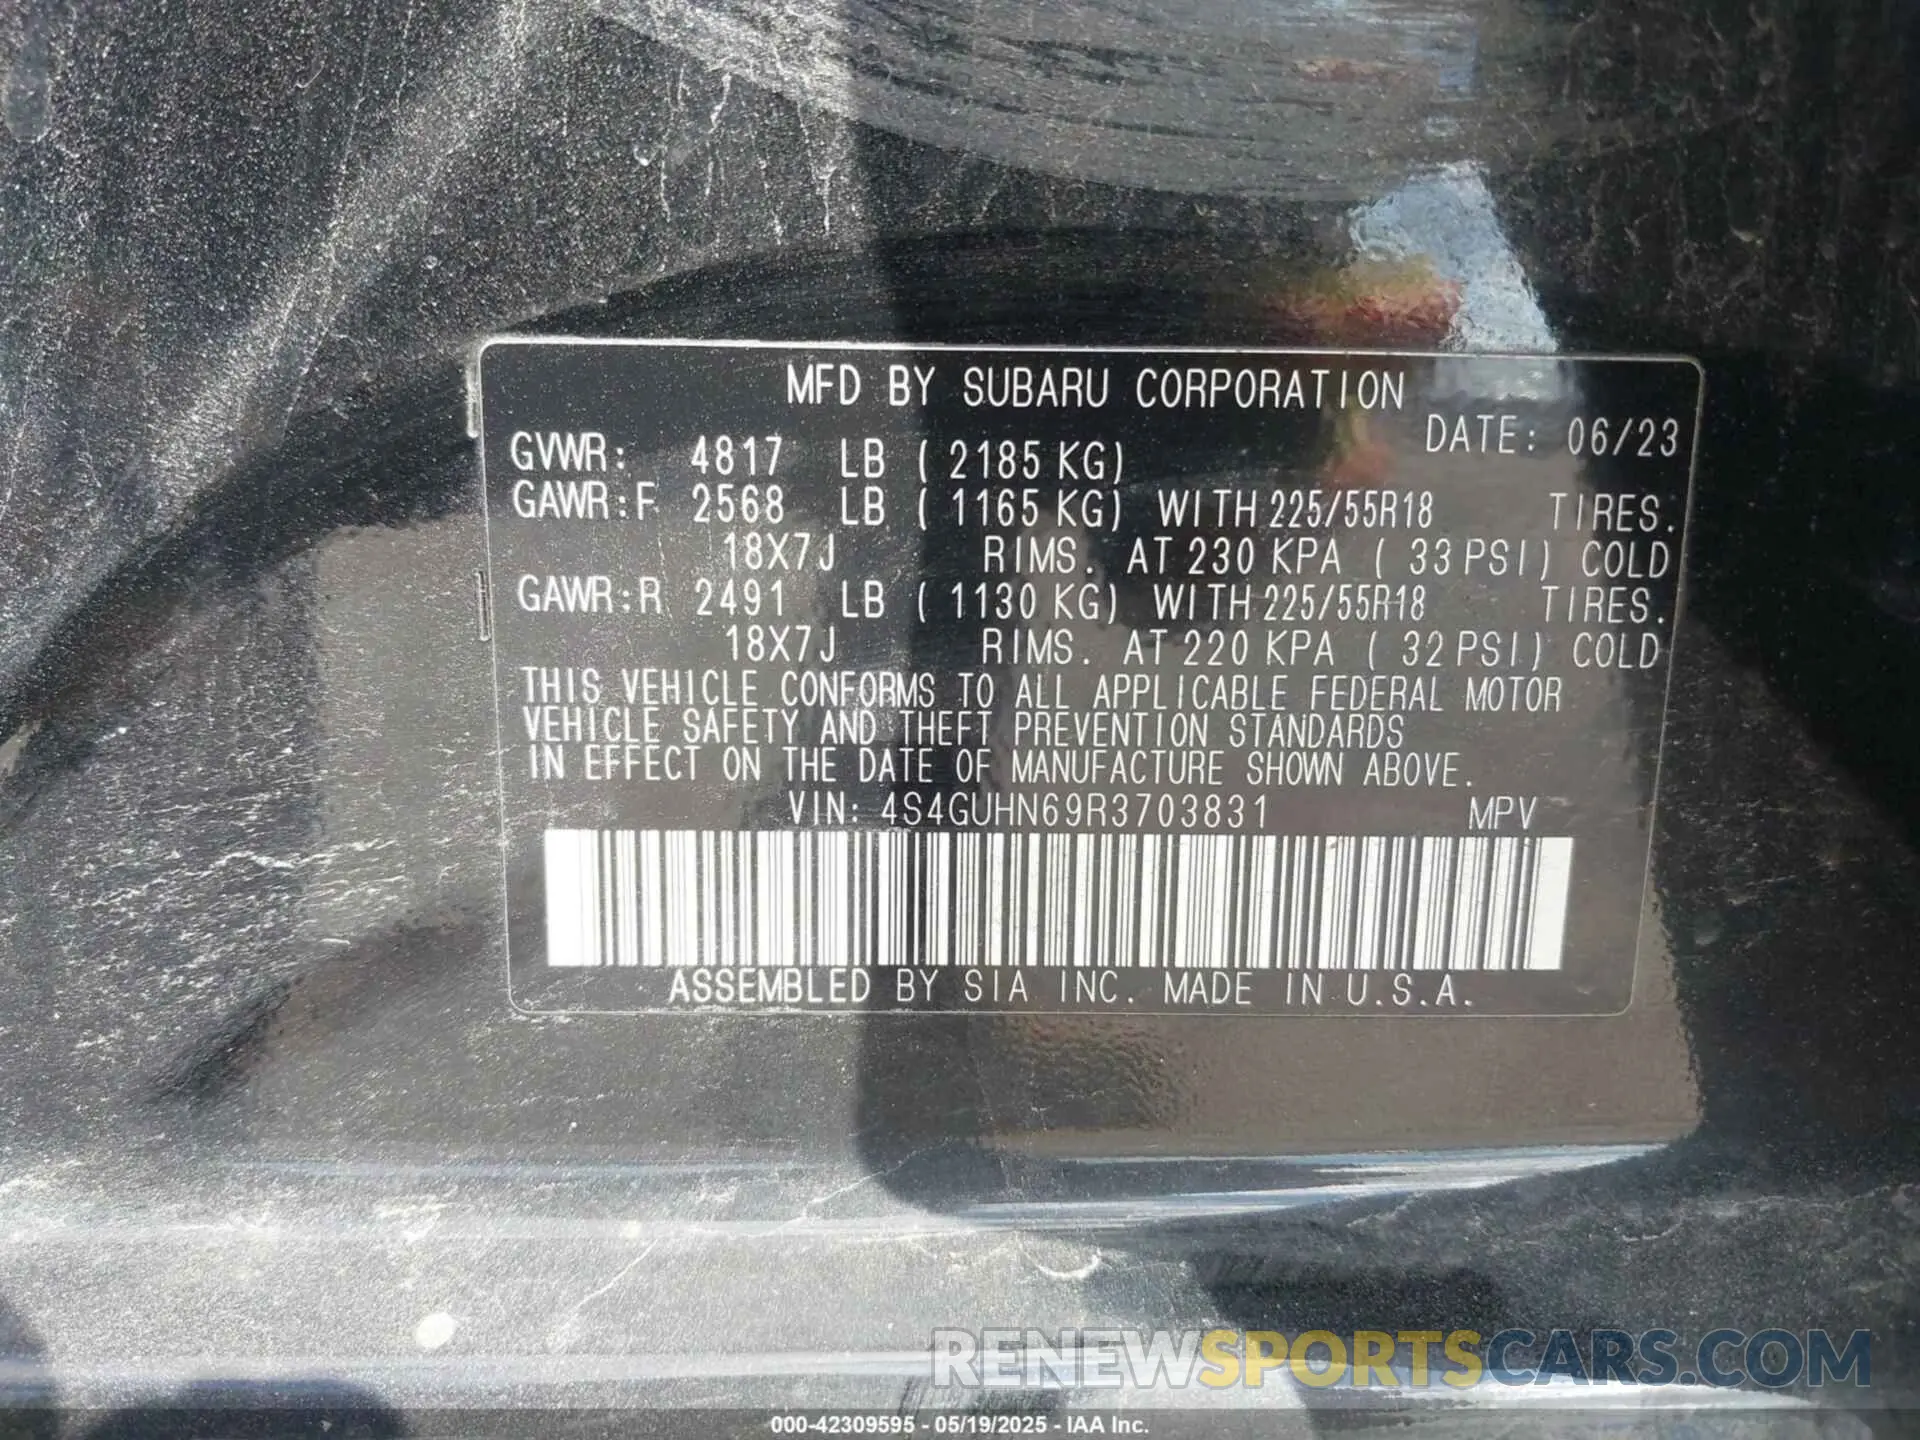 MFD BY SUBARU CORPORATION
DATE: 06/23
GVWR: 4817 LB ( 2185 KG)
GAWR:F 2568 LB ( 1165 KG) WITH 225/55R18 TIRES.
18X7J RIMS. AT 230 KPA ( 33 PSI) COLD
GAWR:R 2491 LB ( 1130 KG) WITH 225/55R18 TIRES.
18X7J RIMS. AT 220 KPA ( 32 PSI) COLD
THIS VEHICLE CONFORMS TO ALL APPLICABLE FEDERAL MOTOR
VEHICLE SAFETY AND THEFT PREVENTION STANDARDS
IN EFFECT ON THE DATE OF MANUFACTURE SHOWN ABOVE.
VIN: 4S4GUHN69R3703831 MPV
ASSEMBLED BY SIA INC. MADE IN U.S.A.
RENEWSPORTSCARS.COM
000-42309595 - 05/19/2025 - IAA Inc.